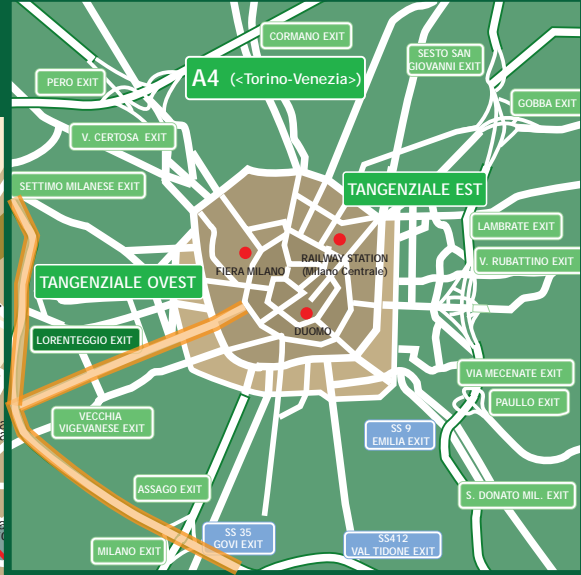 CORMANO EXIT
SESTO SAN
GIOVANNI EXIT
A4 (<Torino-Venezia>)
PERO EXIT
GOBBA EXIT
V. CERTOSA EXIT
SETTIMO MILANESE EXIT
TANGENZIALE EST
LAMBRATE EXIT
RAILWAY STATION
(Milano Centrale)
FIERA MILANO
V. RUBATTINO EXIT
TANGENZIALE OVEST
DUOMO
LORENTEGGIO EXIT
VIA MECENATE EXIT
PAULLO EXIT
VECCHIA
VIGEVANESE EXIT
SS 9
EMILIA EXIT
ASSAGO EXIT
S. DONATO MIL. EXIT
SS 35
GOVI EXIT
SS412
VAL TIDONE EXIT
MILANO EXIT